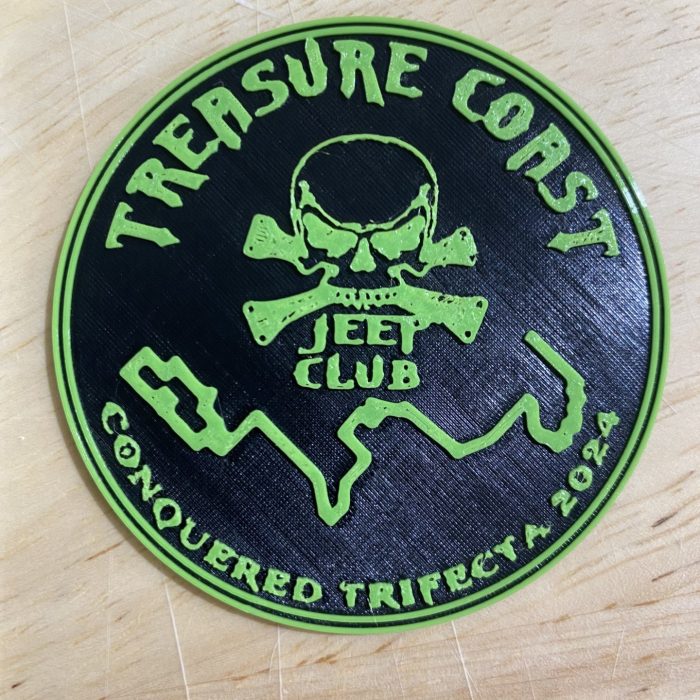 TREASURE COAST
JEEP
CLUB
CONQUERED TRIFECTA 2024